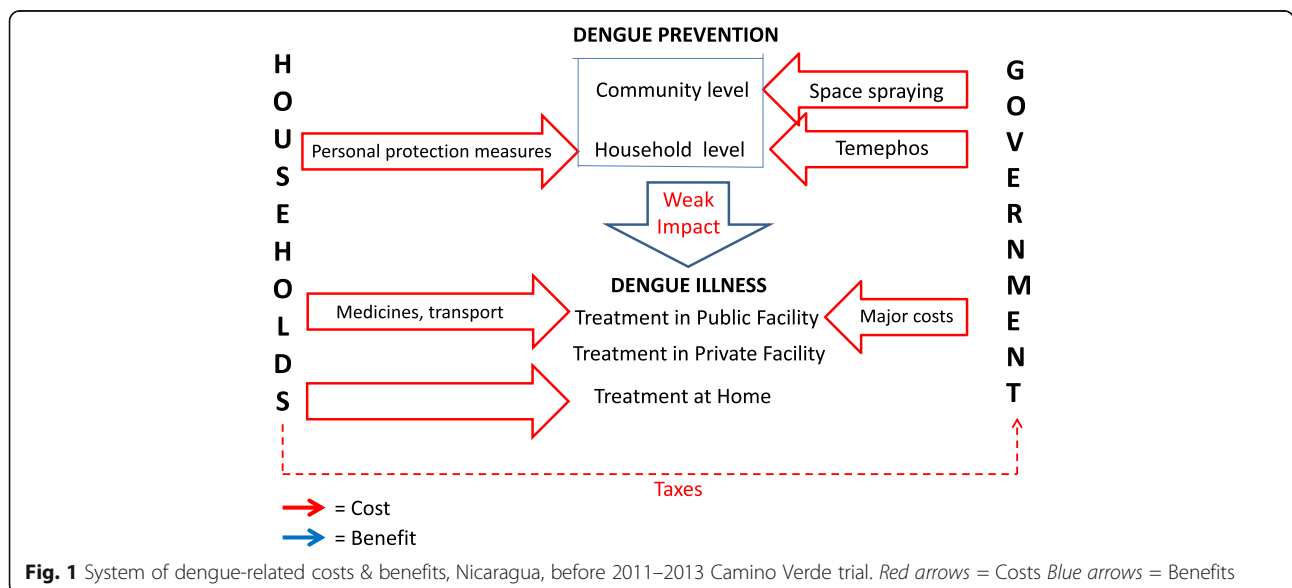 DENGUE PREVENTION
HOUSEHOLDS
GOVERNMENT
Community level
Space spraying
Personal protection measures
Household level
Temephos
Weak
Impact
DENGUE ILLNESS
Medicines, transport
Treatment in Public Facility
Major costs
Treatment in Private Facility
Treatment at Home
Taxes
= Cost
= Benefit
Fig. 1 System of dengue-related costs & benefits, Nicaragua, before 2011–2013 Camino Verde trial. Red arrows = Costs Blue arrows = Benefits